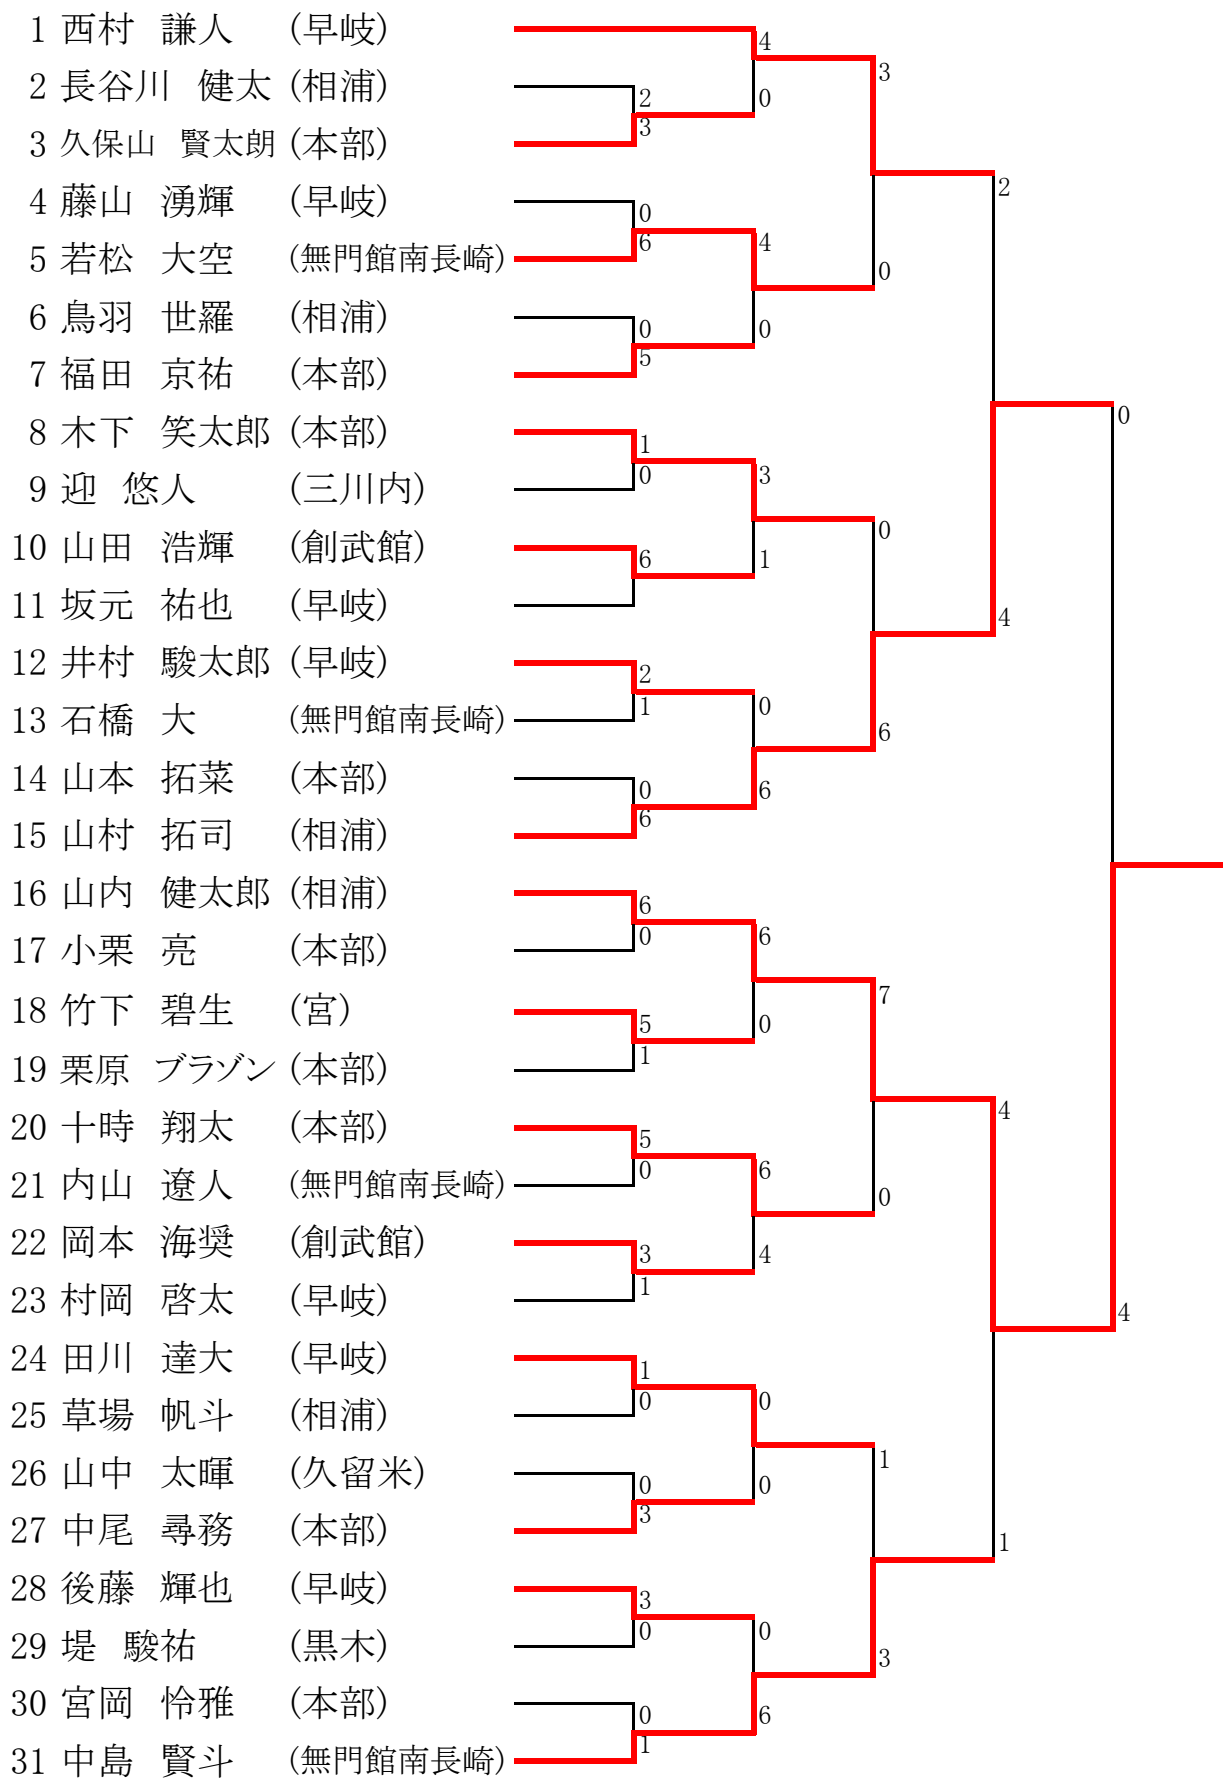 1 西村 謙人 (早岐)
2 長谷川 健太 (相浦)
3 久保山 賢太朗 (本部)
4 藤山 湧輝 (早岐)
5 若松 大空 (無門館南長崎)
6 鳥羽 世羅 (相浦)
7 福田 京祐 (本部)
8 木下 笑太郎 (本部)
9 迎 悠人 (三川内)
10 山田 浩輝 (創武館)
11 坂元 祐也 (早岐)
12 井村 駿太郎 (早岐)
13 石橋 大 (無門館南長崎)
14 山本 拓菜 (本部)
15 山村 拓司 (相浦)
16 山内 健太郎 (相浦)
17 小栗 亮 (本部)
18 竹下 碧生 (宮)
19 栗原 ブラゾン (本部)
20 十時 翔太 (本部)
21 内山 遼人 (無門館南長崎)
22 岡本 海奨 (創武館)
23 村岡 啓太 (早岐)
24 田川 達大 (早岐)
25 草場 帆斗 (相浦)
26 山中 太暉 (久留米)
27 中尾 尋務 (本部)
28 後藤 輝也 (早岐)
29 堤 駿祐 (黒木)
30 宮岡 怜雅 (本部)
31 中島 賢斗 (無門館南長崎)
2
3
0
6
0
5
1
0
6
2
1
0
6
6
0
5
1
5
0
3
1
1
0
0
3
3
0
0
1
4
0
4
0
3
1
0
6
6
0
6
4
0
0
0
6
3
0
0
6
7
0
1
3
2
4
4
1
0
4